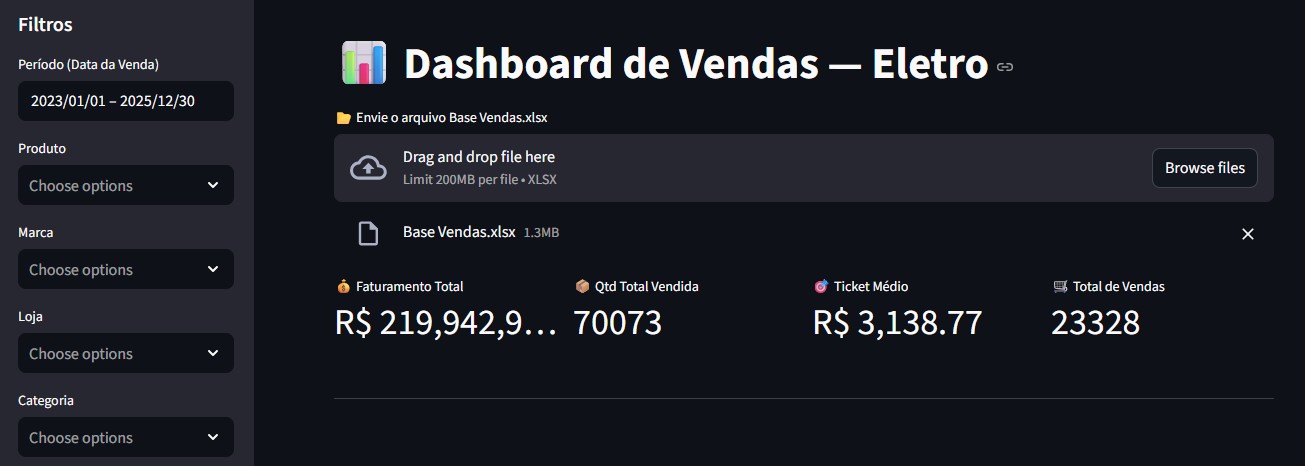 Filtros
Período (Data da Venda)
2023/01/01 – 2025/12/30
Produto
Choose options
Marca
Choose options
Loja
Choose options
Categoria
Choose options
Dashboard de Vendas — Eletro
Envie o arquivo Base Vendas.xlsx
Drag and drop file here
Limit 200MB per file • XLSX
Browse files
Base Vendas.xlsx 1.3MB
Faturamento Total
R$ 219,942,9…
Qtd Total Vendida
70073
Ticket Médio
R$ 3,138.77
Total de Vendas
23328